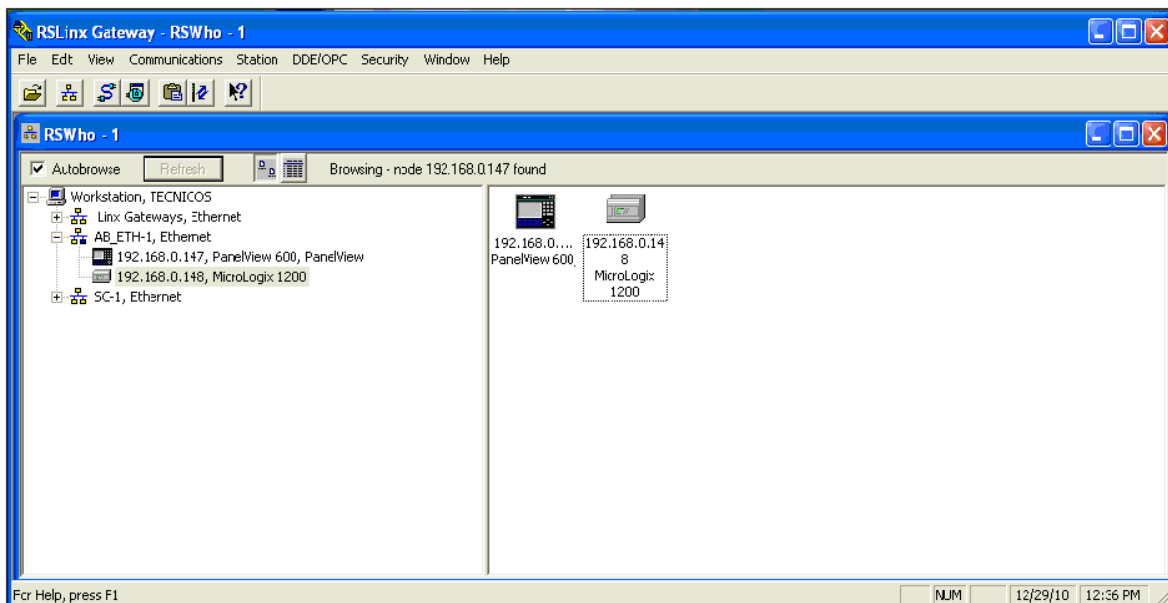 RSLinx Gateway - RSWho - 1
File Edit View Communications Station DDE/OPC Security Window Help
RSWho - 1
Autobrowse Refresh Browsing - node 192.168.0.147 found
Workstation, TECNICOS
Linx Gateways, Ethernet
AB_ETH-1, Ethernet
192.168.0.147, PanelView 600, PanelView
192.168.0.148, MicroLogix 1200
SC-1, Ethernet
192.168.0....
PanelView 600,
192.168.0.14
8
MicroLogix
1200
For Help, press F1
NUM 12/29/10 12:36 PM